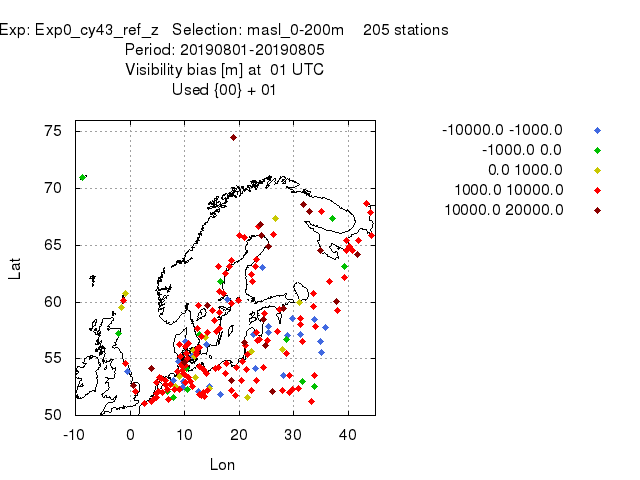 Exp: Exp0_cy43_ref_z   Selection: masl_0-200m    205 stations
Period: 20190801-20190805
Visibility bias [m] at  01 UTC
Used {00} + 01
-10000.0 -1000.0
-1000.0 0.0
0.0 1000.0
1000.0 10000.0
10000.0 20000.0
75
70
65
60
55
50
Lat
-10 0 10 20 30 40
Lon